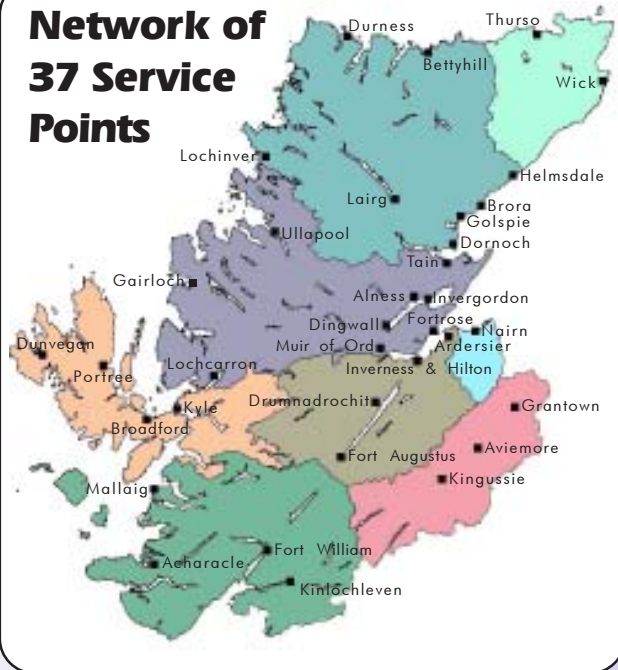 Network of
37 Service
Points
Durness
Thurso
Bettyhill
Wick
Lochinver
Helmsdale
Lairg
Brora
Golspie
Ullapool
Dornoch
Tain
Gairloch
Alness
Invergordon
Fortrose
Dingwall
Nairn
Muir of Ord
Ardersier
Dunvegan
Lochcarron
Inverness & Hilton
Portree
Drumnadrochit
Kyle
Grantown
Broadford
Aviemore
Fort Augustus
Kingussie
Mallaig
Fort William
Acharacle
Kinlochleven